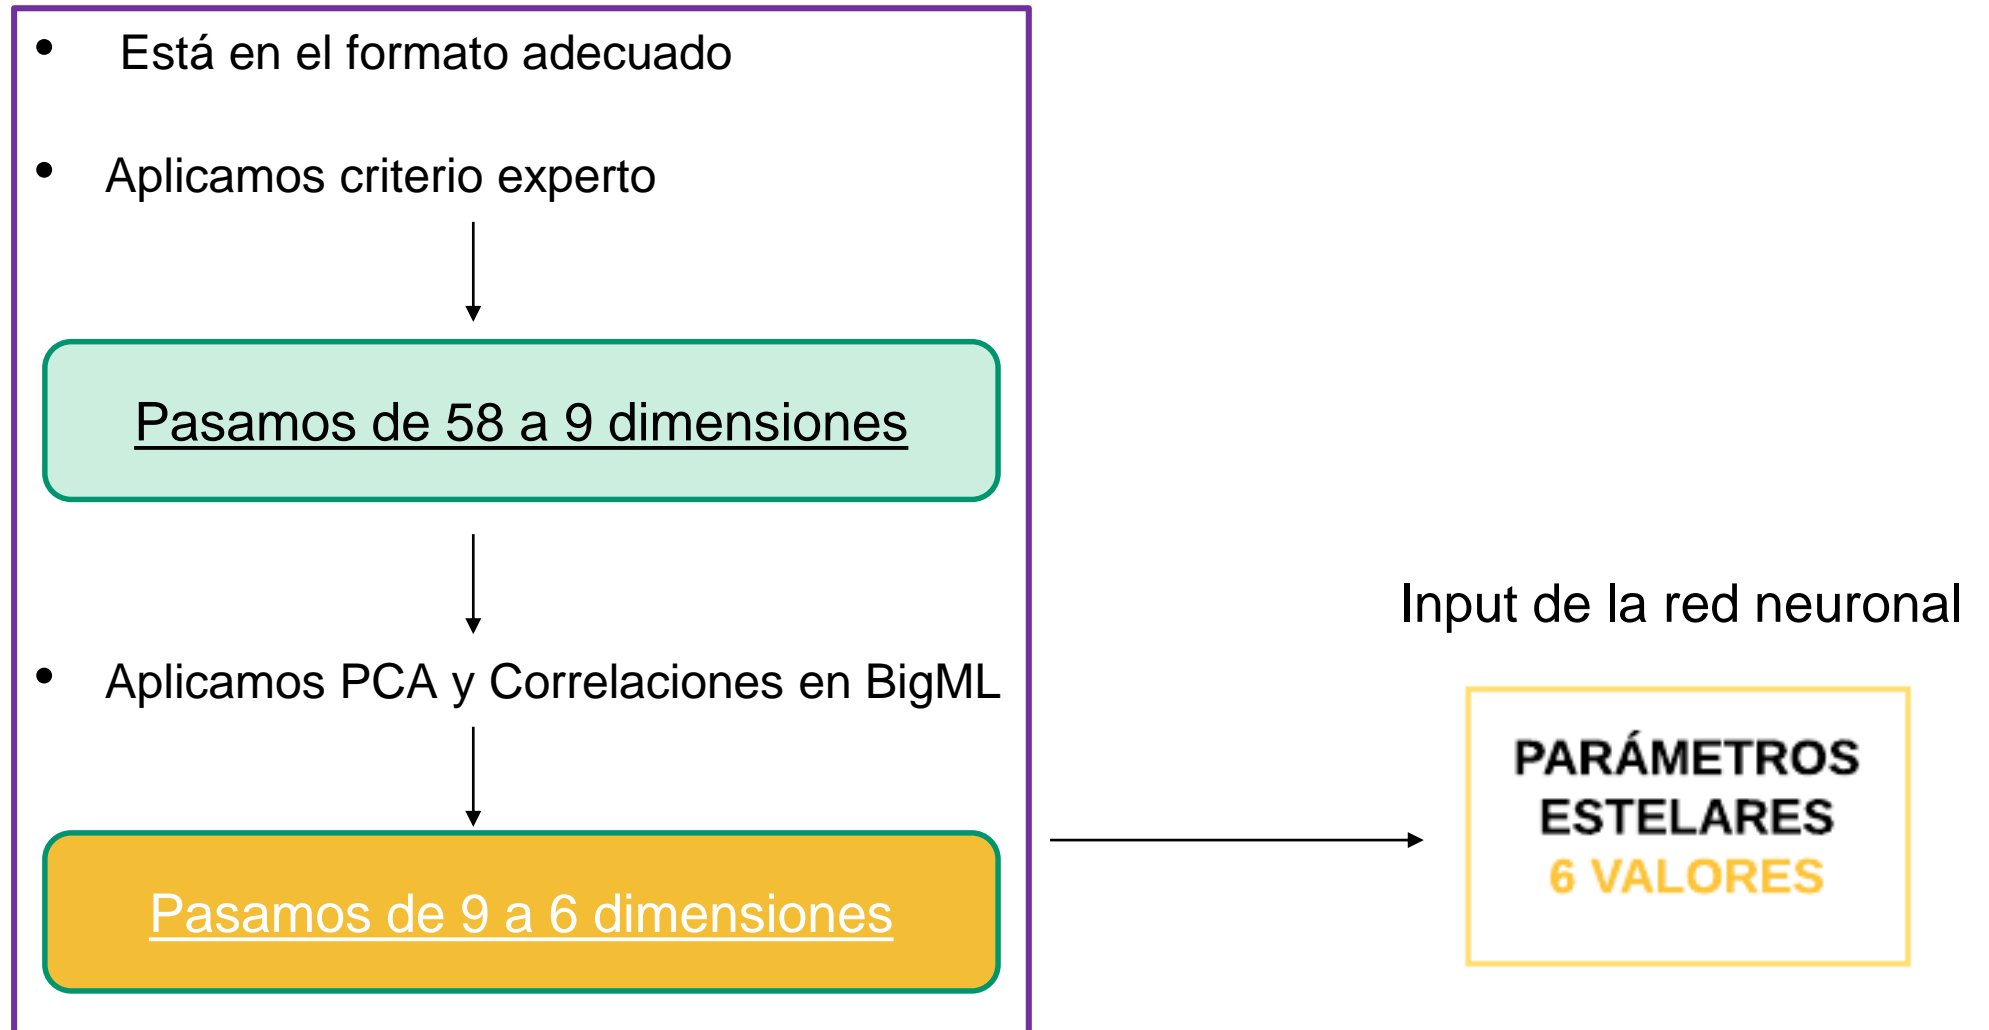 • Está en el formato adecuado
• Aplicamos criterio experto
Pasamos de 58 a 9 dimensiones
• Aplicamos PCA y Correlaciones en BigML
Pasamos de 9 a 6 dimensiones
Input de la red neuronal
PARÁMETROS
ESTELARES
6 VALORES